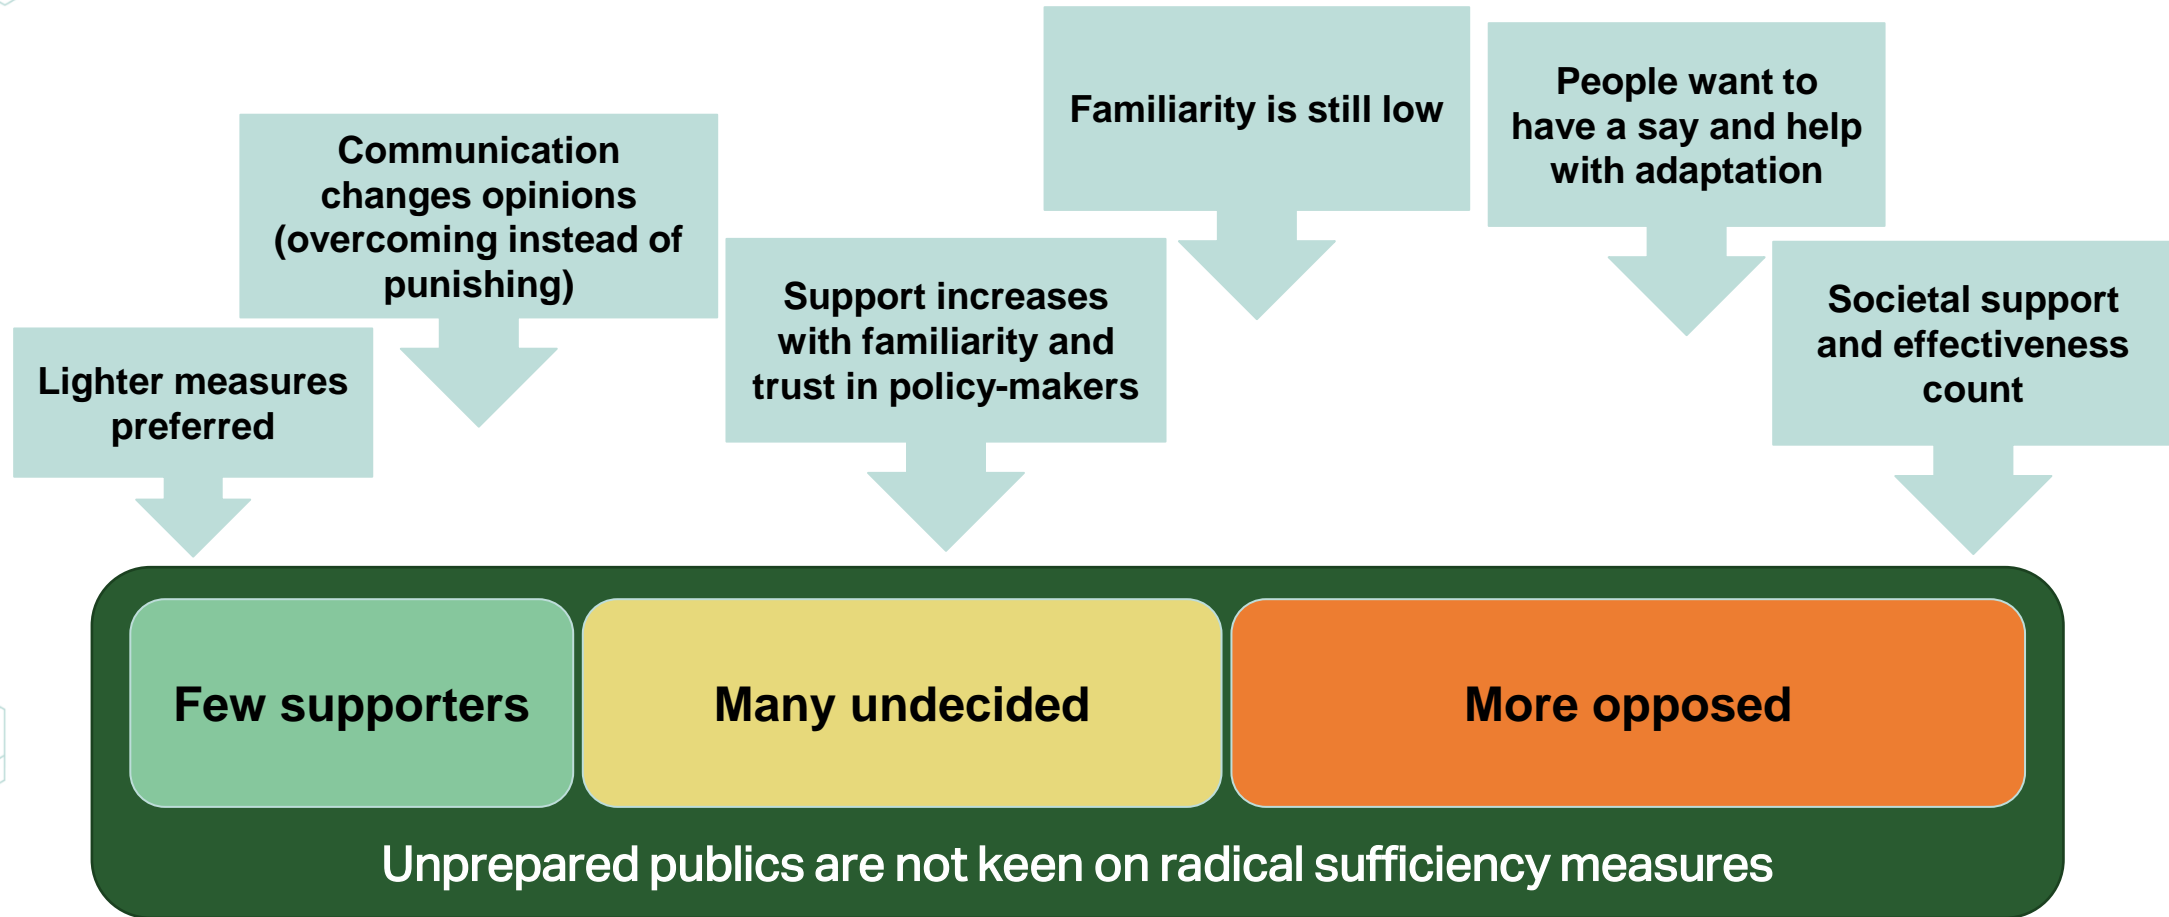 Lighter measures
preferred
Communication
changes opinions
(overcoming instead of
punishing)
Support increases
with familiarity and
trust in policy-makers
Familiarity is still low
People want to
have a say and help
with adaptation
Societal support
and effectiveness
count
Few supporters
Many undecided
More opposed
Unprepared publics are not keen on radical sufficiency measures